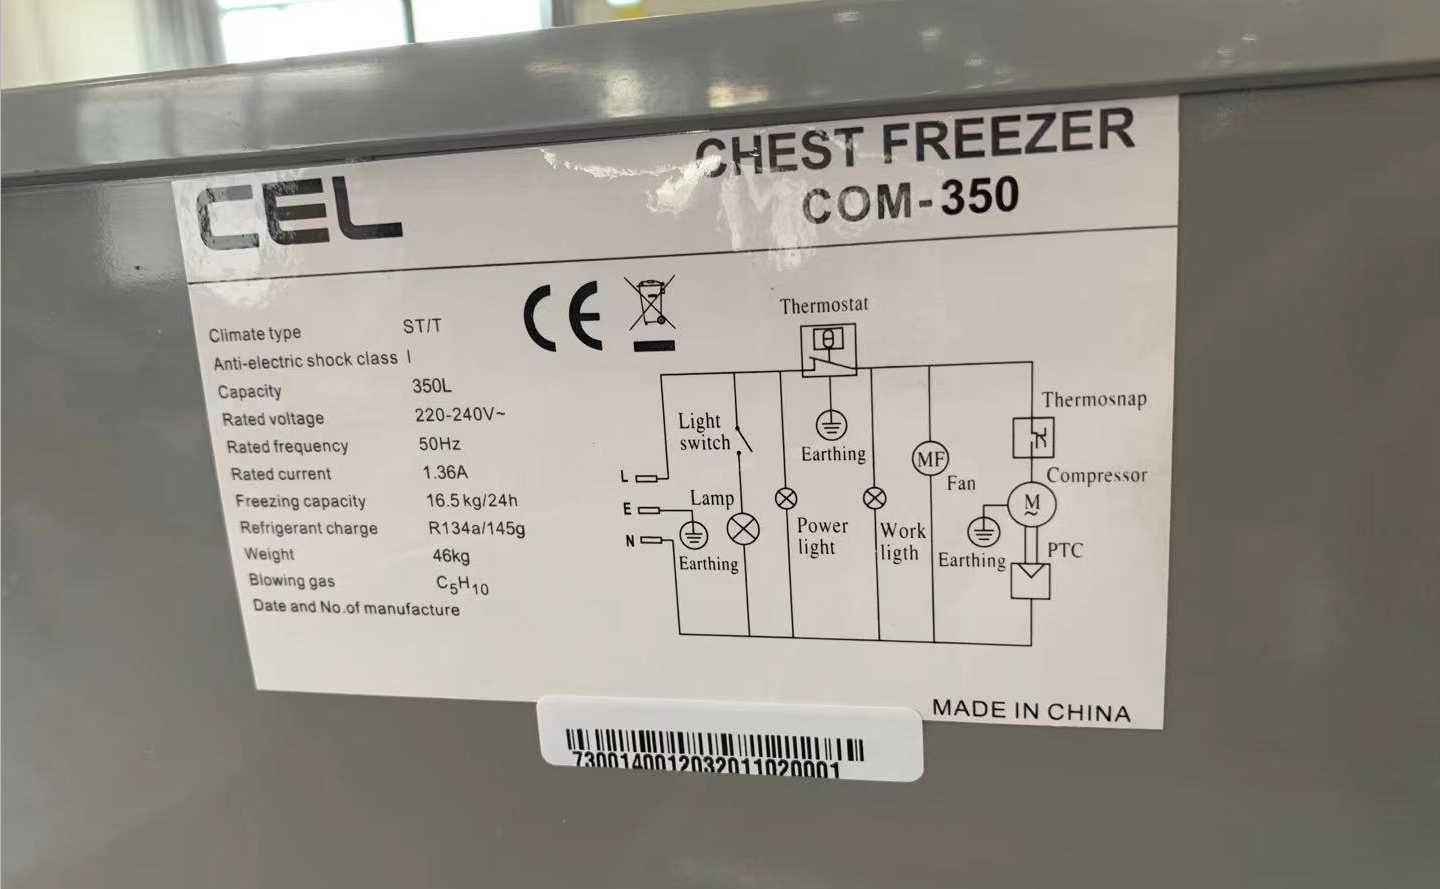 CEL
CHEST FREEZER
COM-350
Climate type ST/T
Anti-electric shock class I
Capacity 350L
Rated voltage 220-240V~
Rated frequency 50Hz
Rated current 1.36A
Freezing capacity 16.5kg/24h
Refrigerant charge R134a/145g
Weight 46kg
Blowing gas C5H10
Date and No.of manufacture
CE
Thermostat
Light
switch
Earthing
Thermosnap
MF
Fan
Compressor
M
~
L
E
N
Earthing
Lamp
Power
light
Work
ligth
Earthing
PTC
MADE IN CHINA
7300140012032011020001